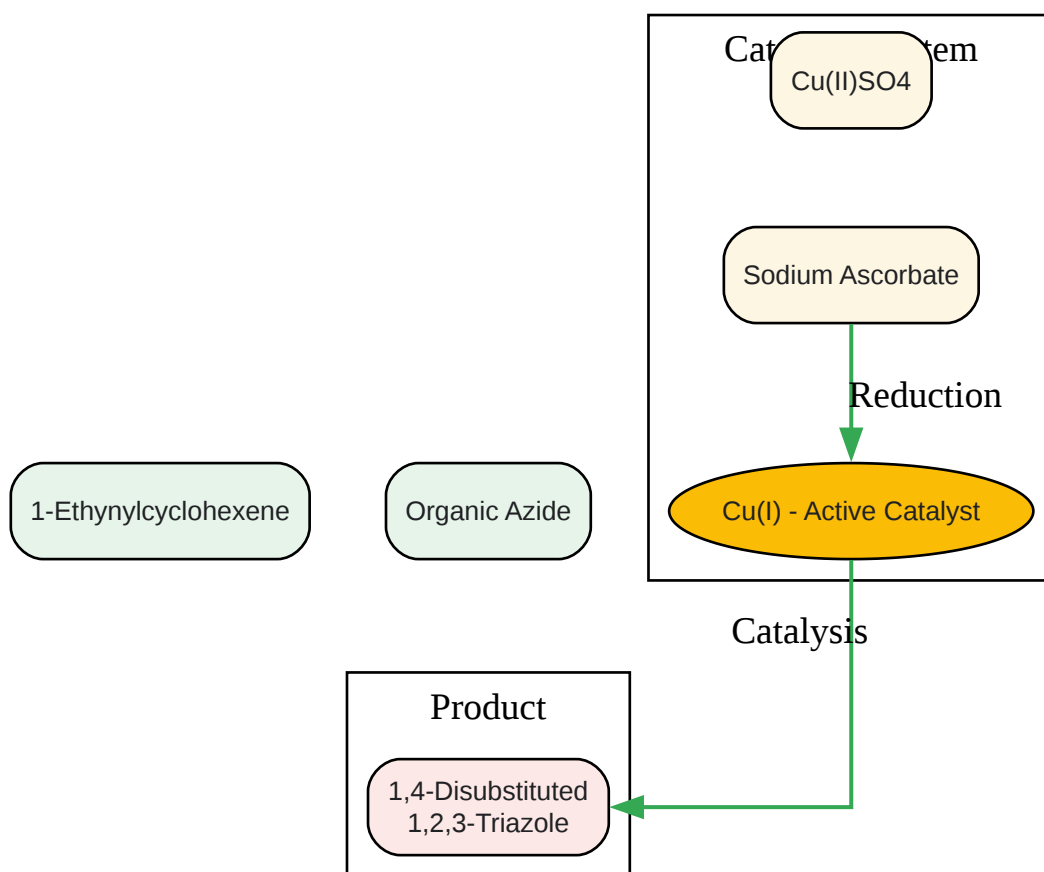 Cu(II)SO4
Sodium Ascorbate
Reduction
1-Ethynylcyclohexene
Organic Azide
Cu(I) - Active Catalyst
Catalysis
Product
1,4-Disubstituted
1,2,3-Triazole